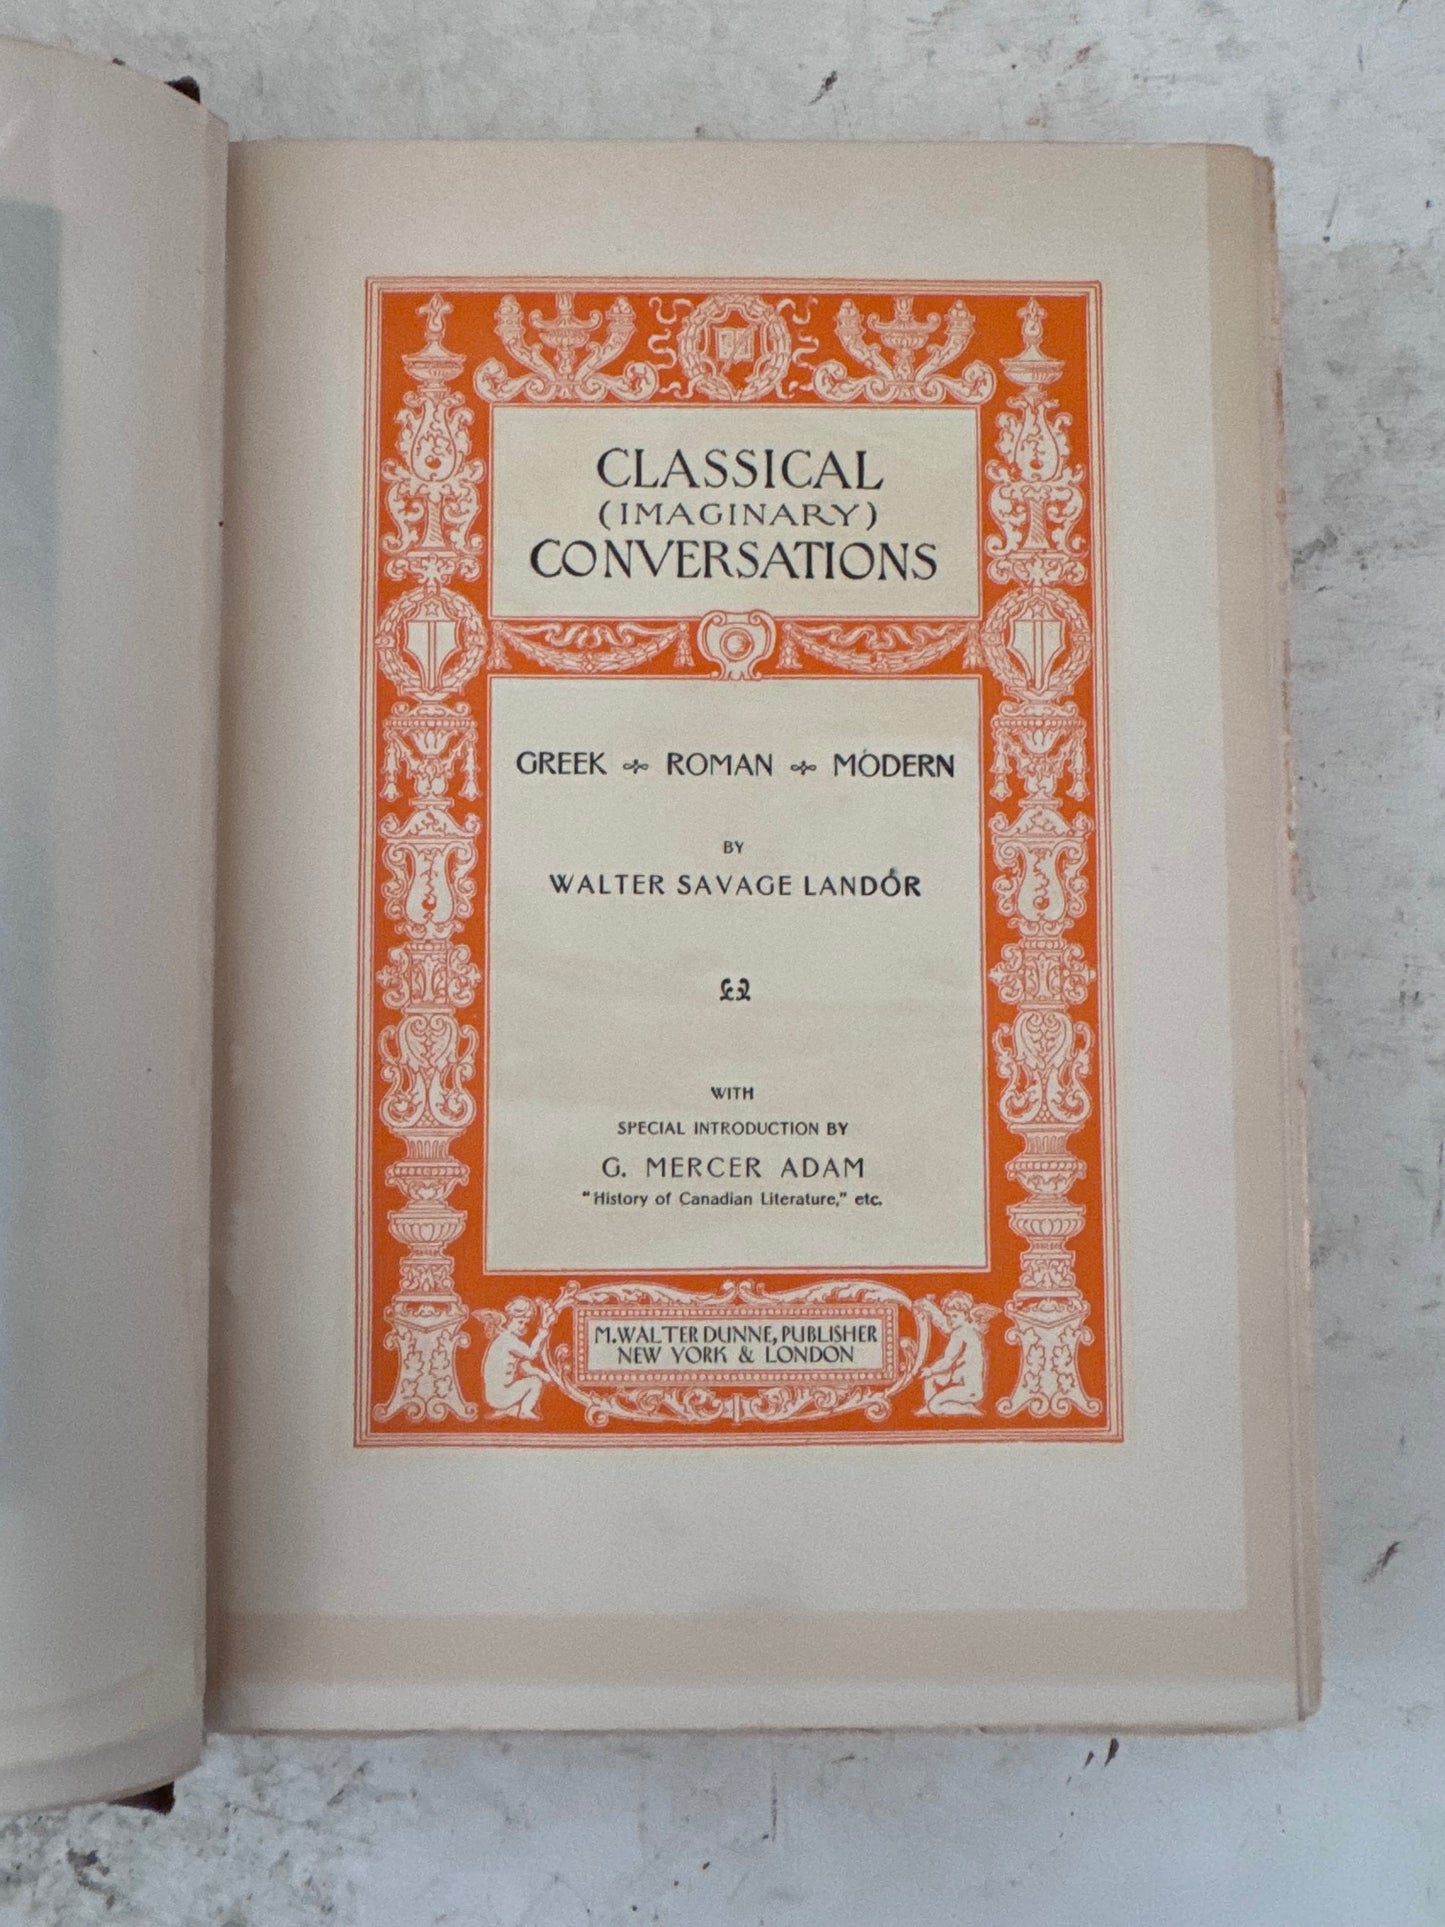 CLASSICAL
(IMAGINARY)
CONVERSATIONS
GREEK ROMAN MODERN
BY
WALTER SAVAGE LANDOR
WITH
SPECIAL INTRODUCTION BY
G. MERCER ADAM
"History of Canadian Literature," etc.
M. WALTER DUNNE, PUBLISHER
NEW YORK & LONDON